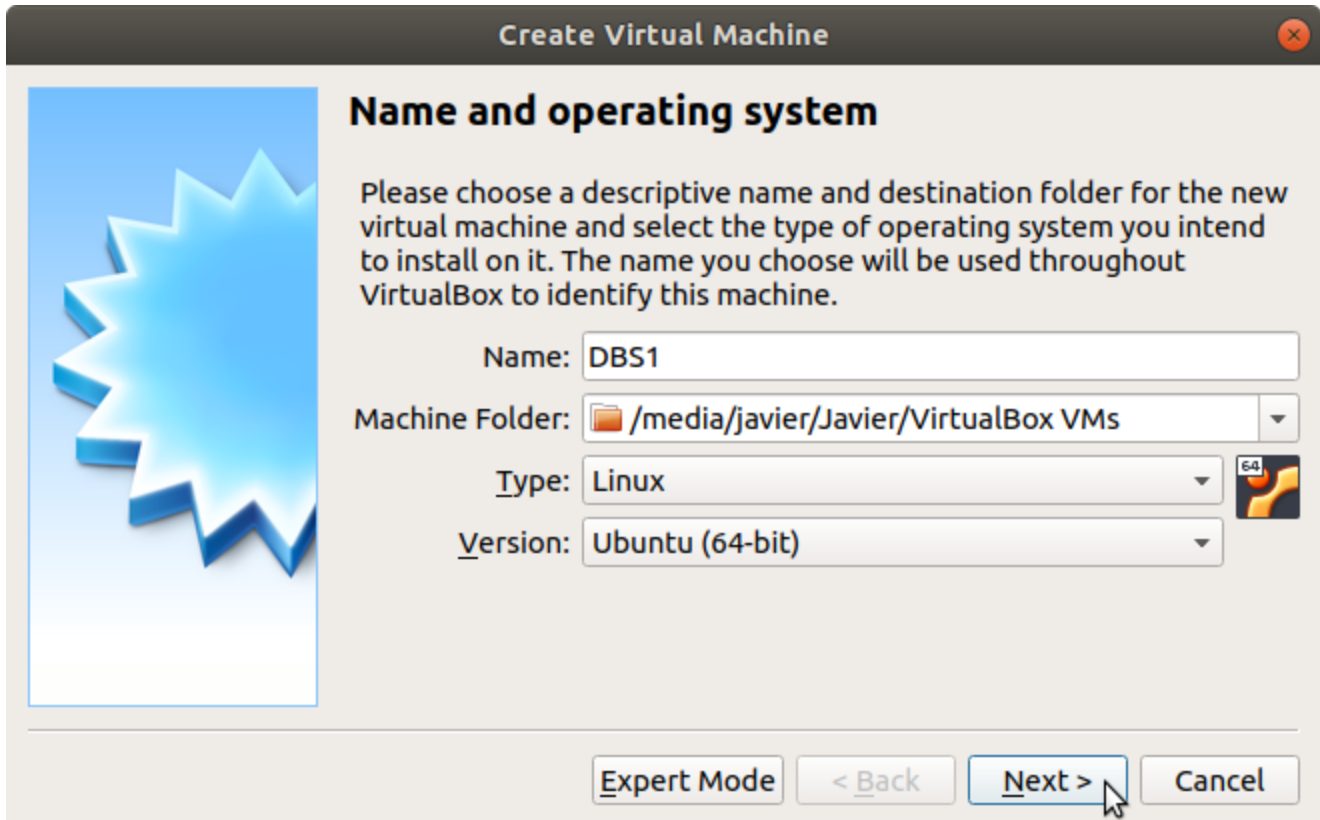 Create Virtual Machine
Name and operating system
Please choose a descriptive name and destination folder for the new
virtual machine and select the type of operating system you intend
to install on it. The name you choose will be used throughout
VirtualBox to identify this machine.
Name: DBS1
Machine Folder: /media/javier/Javier/VirtualBox VMs
Type: Linux
64
Version: Ubuntu (64-bit)
Expert Mode < Back Next > Cancel